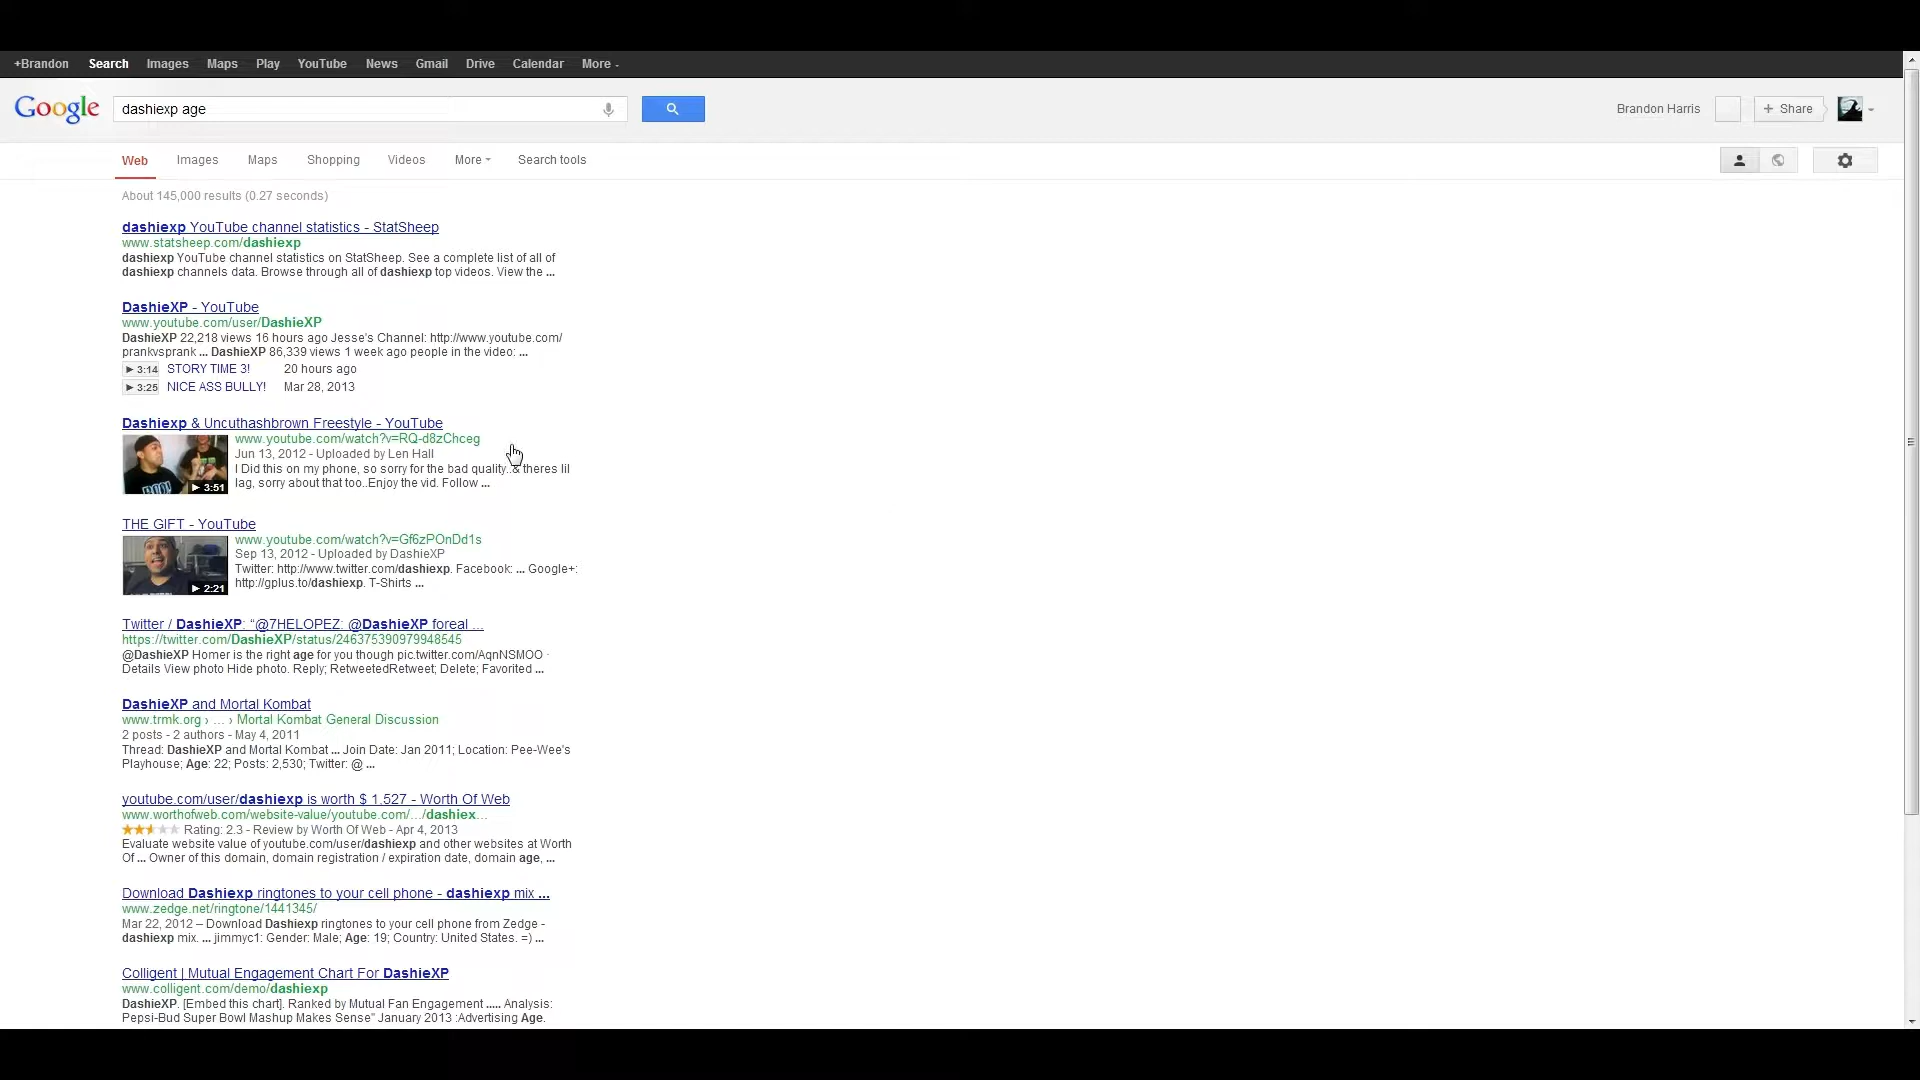 +Brandon Search Images Maps Play YouTube News Gmail Drive Calendar More
Google dashiexp age Brandon Harris + Share
Web Images Maps Shopping Videos More Search tools
About 145,000 results (0.27 seconds)
dashiexp YouTube channel statistics - StatSheep
www.statsheep.com/dashiexp
dashiexp YouTube channel statistics on StatSheep. See a complete list of all of
dashiexp channels data. Browse through all of dashiexp top videos. View the ...
DashieXP - YouTube
www.youtube.com/user/DashieXP
DashieXP 22,218 views 16 hours ago Jesse's Channel: http://www.youtube.com/
prankvsprank ... DashieXP 86,339 views 1 week ago people in the video: ...
3:14 STORY TIME 3! 20 hours ago
3:25 NICE ASS BULLY! Mar 28, 2013
Dashiexp & Uncuthashbrown Freestyle - YouTube
www.youtube.com/watch?v=RQ-d8zChceg
Jun 13, 2012 - Uploaded by Len Hall
I Did this on my phone, so sorry for the bad quality..& theres lil
lag, sorry about that too..Enjoy the vid. Follow ...
3:51
THE GIFT - YouTube
www.youtube.com/watch?v=Gf6zPOnDd1s
Sep 13, 2012 - Uploaded by DashieXP
Twitter: http://www.twitter.com/dashiexp. Facebook: ... Google+:
http://gplus.to/dashiexp. T-Shirts ...
2:21
Twitter / DashieXP: "@7HELOPEZ: @DashieXP foreal ...
https://twitter.com/DashieXP/status/246375390979948545
@DashieXP Homer is the right age for you though pic.twitter.com/AqnNSMOO ·
Details View photo Hide photo. Reply; RetweetedRetweet; Delete; Favorited ...
DashieXP and Mortal Kombat
www.trmk.org › ... › Mortal Kombat General Discussion
2 posts - 2 authors - May 4, 2011
Thread: DashieXP and Mortal Kombat ... Join Date: Jan 2011; Location: Pee-Wee's
Playhouse; Age: 22; Posts: 2,530; Twitter: @ ...
youtube.com/user/dashiexp is worth $ 1,527 - Worth Of Web
www.worthofweb.com/website-value/youtube.com/.../dashiex...
Rating: 2.3 - Review by Worth Of Web - Apr 4, 2013
Evaluate website value of youtube.com/user/dashiexp and other websites at Worth
Of ... Owner of this domain, domain registration / expiration date, domain age, ...
Download Dashiexp ringtones to your cell phone - dashiexp mix ...
www.zedge.net/ringtone/1441345/
Mar 22, 2012 – Download Dashiexp ringtones to your cell phone from Zedge -
dashiexp mix. ... jimmyc1: Gender: Male; Age: 19; Country: United States. =) ...
Colligent | Mutual Engagement Chart For DashieXP
www.colligent.com/demo/dashiexp
DashieXP. [Embed this chart]. Ranked by Mutual Fan Engagement ..... Analysis:
Pepsi-Bud Super Bowl Mashup Makes Sense" January 2013 :Advertising Age.